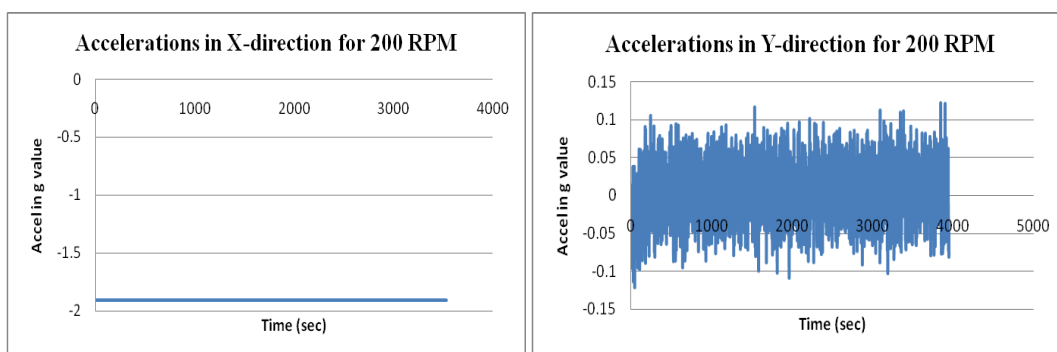 Accelerations in X-direction for 200 RPM
0
0 1000 2000 3000 4000
-0.5
-1
-1.5
-2
Accel in g value
Time (sec)
Accelerations in Y-direction for 200 RPM
0.15
0.1
0.05
0
0 1000 2000 3000 4000 5000
-0.05
-0.1
-0.15
Accel in g value
Time (sec)